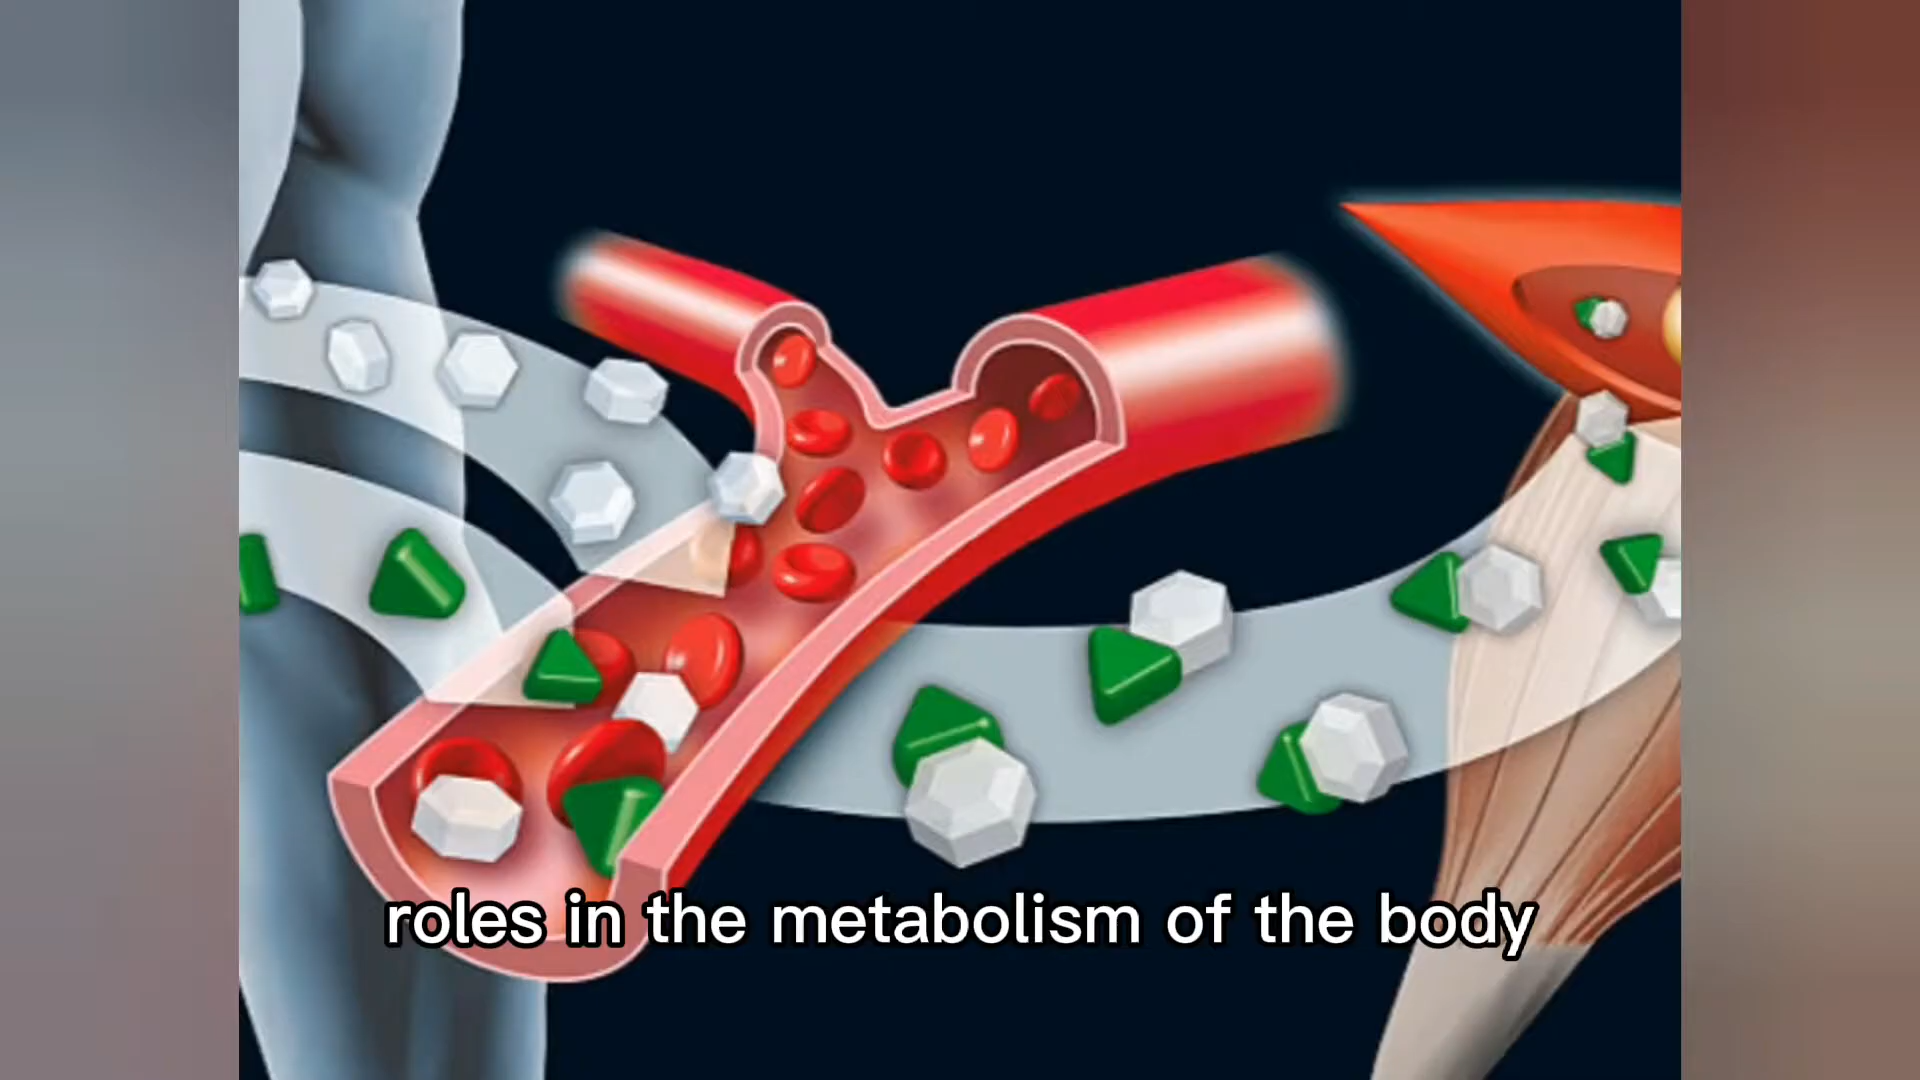 roles in the metabolism of the body